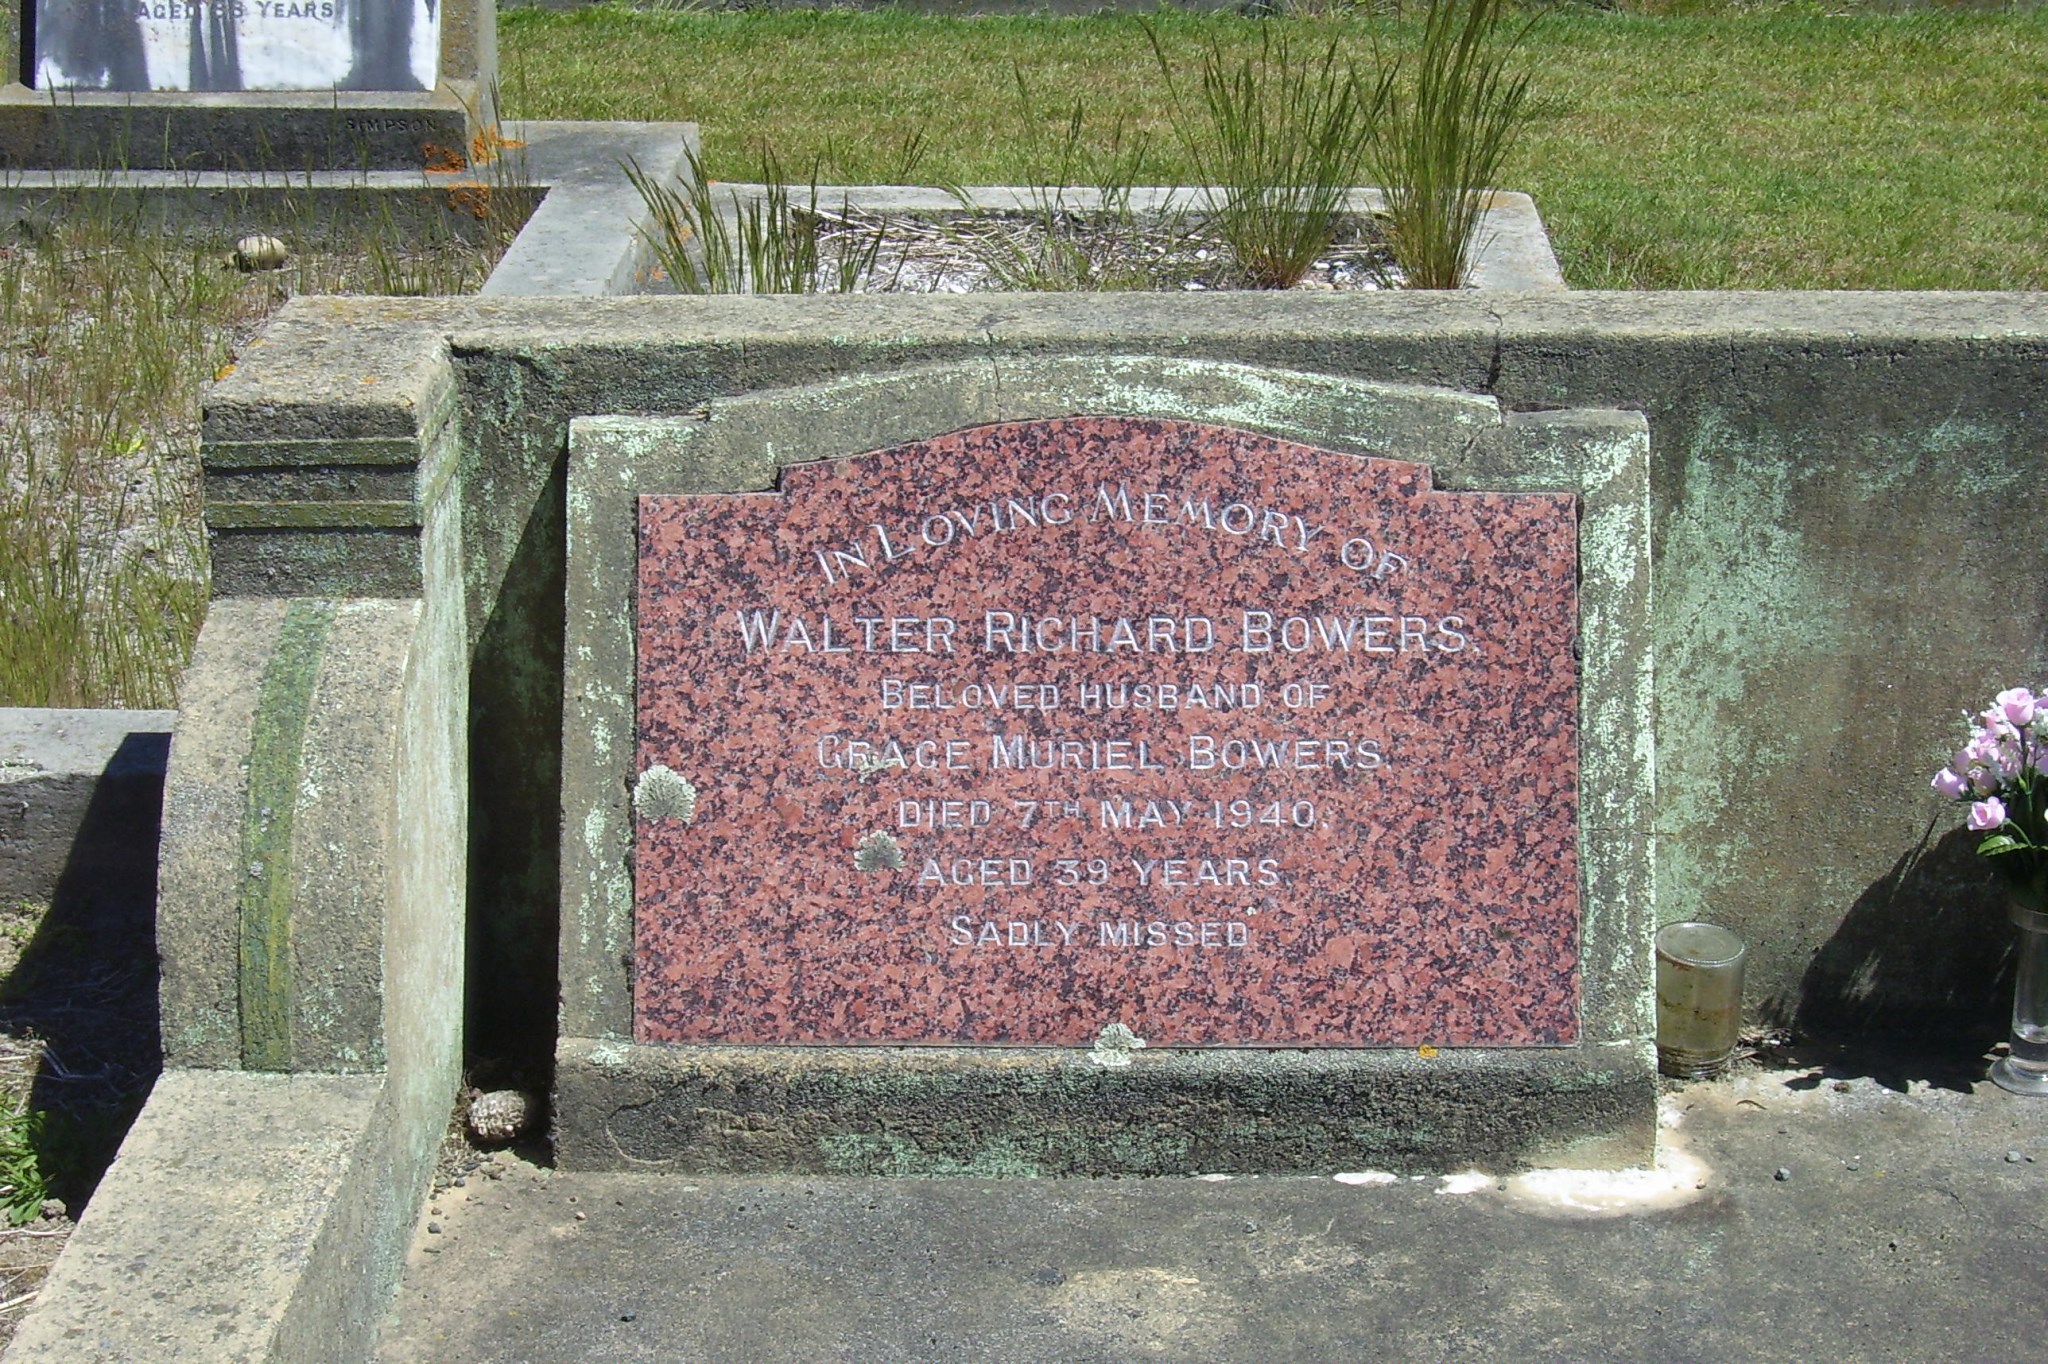 AGED 86 YEARS
SIMPSON
IN LOVING MEMORY OF
WALTER RICHARD BOWERS.
BELOVED HUSBAND OF
GRACE MURIEL BOWERS.
DIED 7TH MAY 1940,
AGED 39 YEARS.
SADLY MISSED